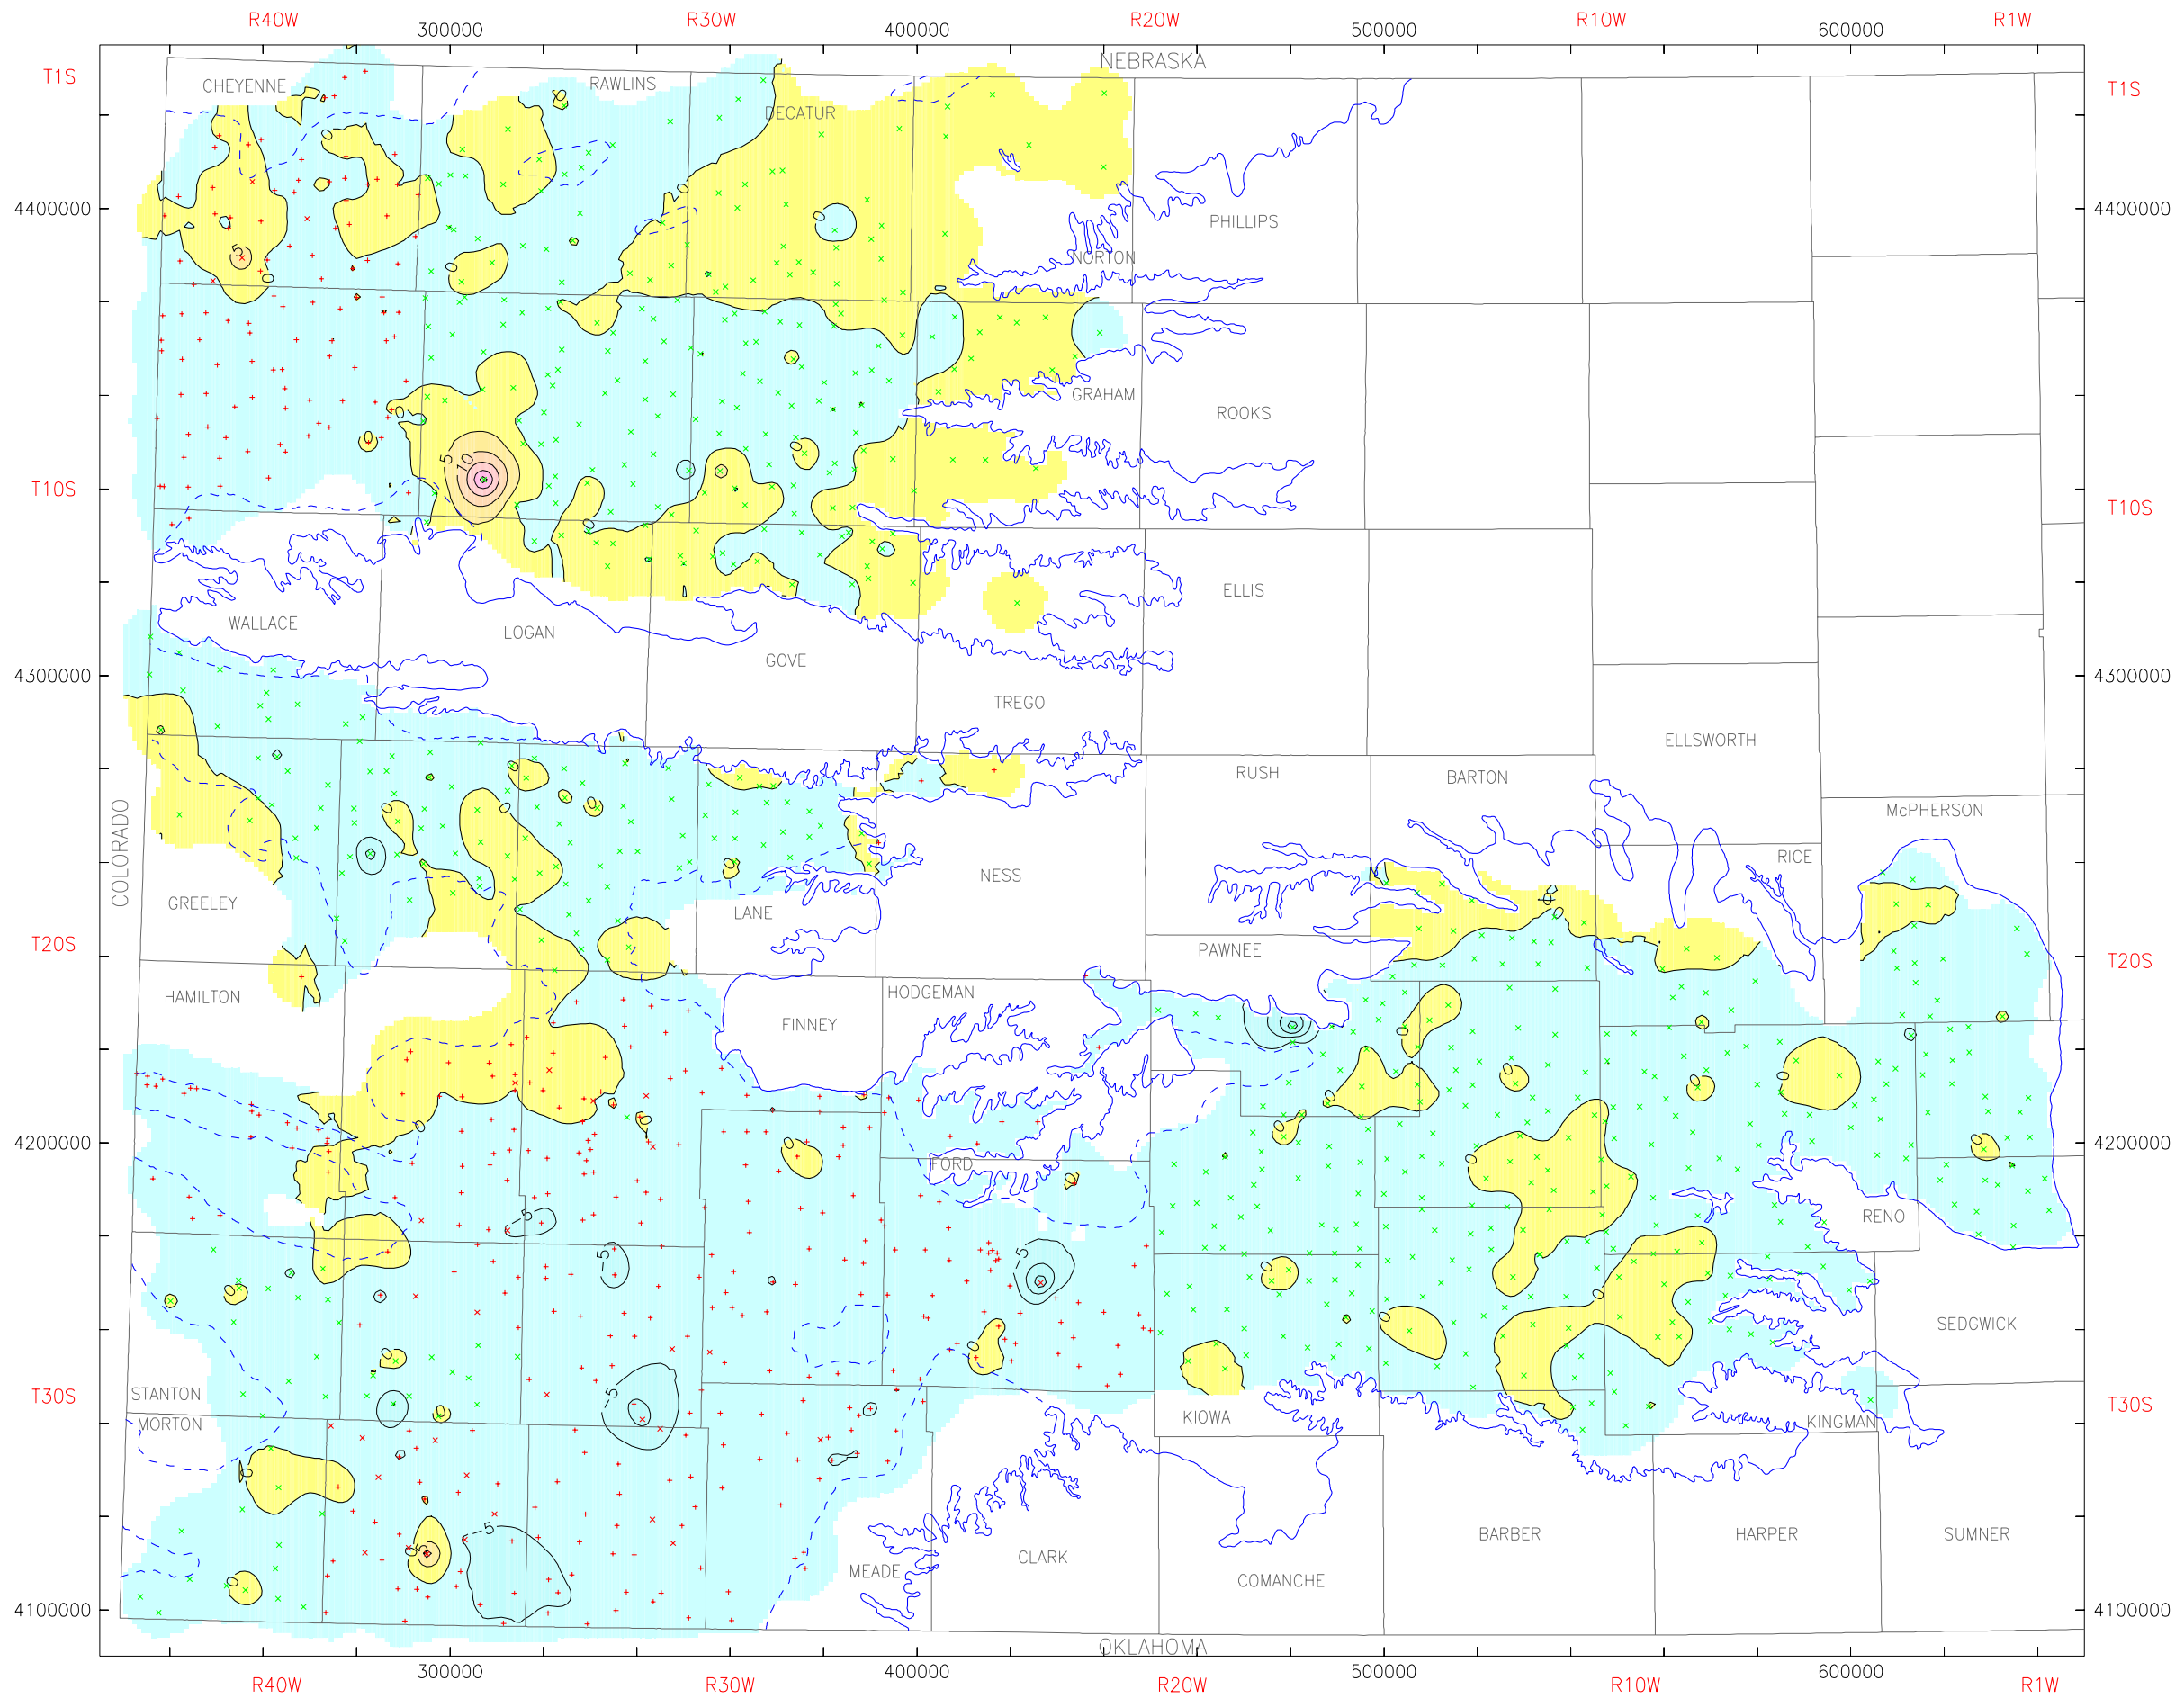 R40W R30W R20W R10W R1W
300000 400000 500000 600000
NEBRASKA
T1S CHEYENNE RAWLINS T1S
DECATUR
4400000 PHILLIPS 4400000
NORTON
GRAHAM ROOKS
T10S T10S
WALLACE LOGAN ELLIS
GOVE
4300000 TREGO 4300000
ELLSWORTH
RUSH BARTON
COLORADO McPHERSON
RICE
GREELEY LANE NESS
T20S PAWNEE T20S
HAMILTON HODGEMAN
FINNEY
4200000 FORD 4200000
RENO
SEDGWICK
T30S STANTON T30S
MORTON KIOWA KINGMAN
MEADE CLARK BARBER HARPER SUMNER
COMANCHE
4100000 4100000
OKLAHOMA
300000 400000 500000 600000
R40W R30W R20W R10W R1W